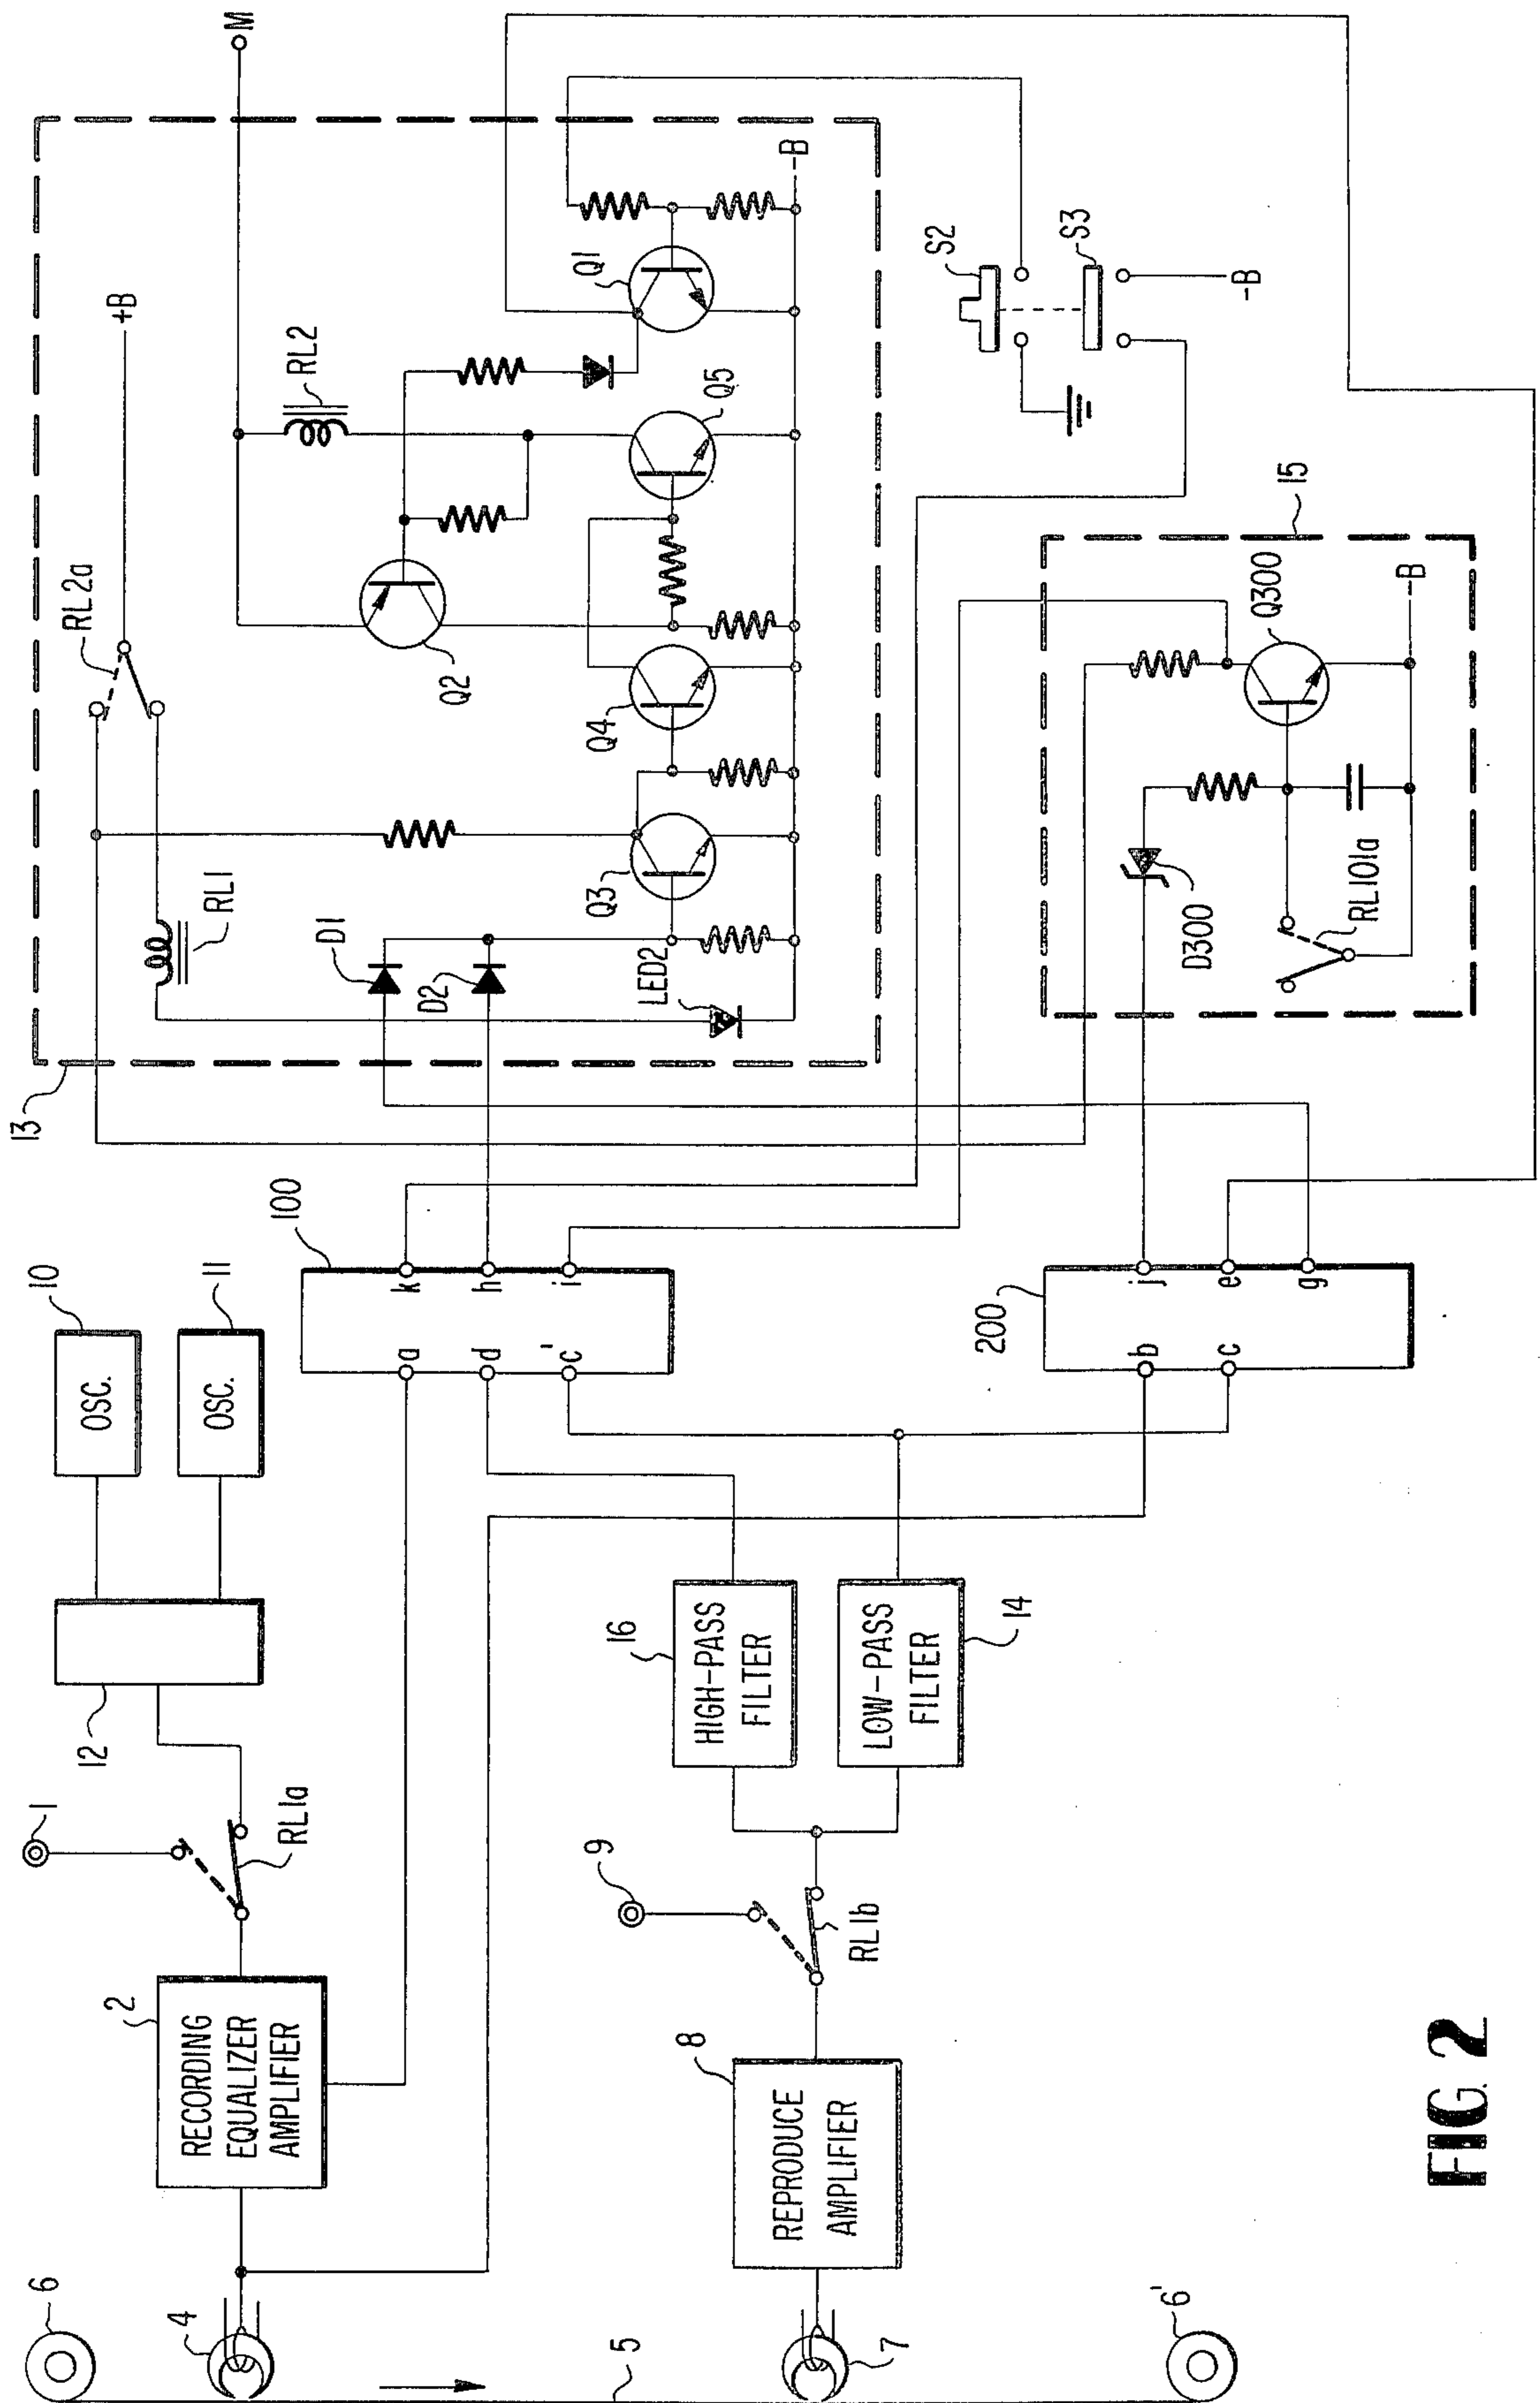 6
4
5
7
6'
2
RECORDING
EQUALIZER
AMPLIFIER
8
REPRODUCE
AMPLIFIER
1
RL1a
9
RL1b
12
10
OSC.
11
OSC.
16
HIGH-PASS
FILTER
LOW-PASS
FILTER
14
100
a
d
c'
k
h
i
200
b
c
j
e
g
13
RL1
RL2a
+B
M
D1
D2
LED2
Q3
Q4
Q2
RL2
Q5
Q1
-B
S2
S3
-B
15
D300
RL101a
Q300
-B
FIG. 2